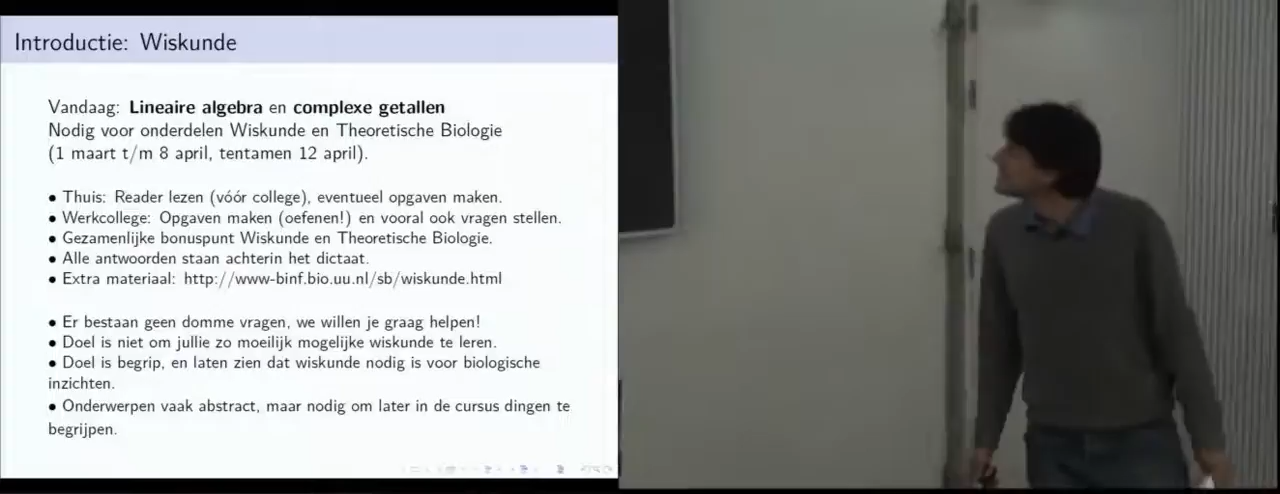 Introductie: Wiskunde
Vandaag: Lineaire algebra en complexe getallen
Nodig voor onderdelen Wiskunde en Theoretische Biologie
(1 maart t/m 8 april, tentamen 12 april).
• Thuis: Reader lezen (vóór college), eventueel opgaven maken.
• Werkcollege: Opgaven maken (oefenen!) en vooral ook vragen stellen.
• Gezamenlijke bonuspunt Wiskunde en Theoretische Biologie.
• Alle antwoorden staan achterin het dictaat.
• Extra materiaal: http://www-binf.bio.uu.nl/sb/wiskunde.html
• Er bestaan geen domme vragen, we willen je graag helpen!
• Doel is niet om jullie zo moeilijk mogelijke wiskunde te leren.
• Doel is begrip, en laten zien dat wiskunde nodig is voor biologische
inzichten.
• Onderwerpen vaak abstract, maar nodig om later in de cursus dingen te
begrijpen.